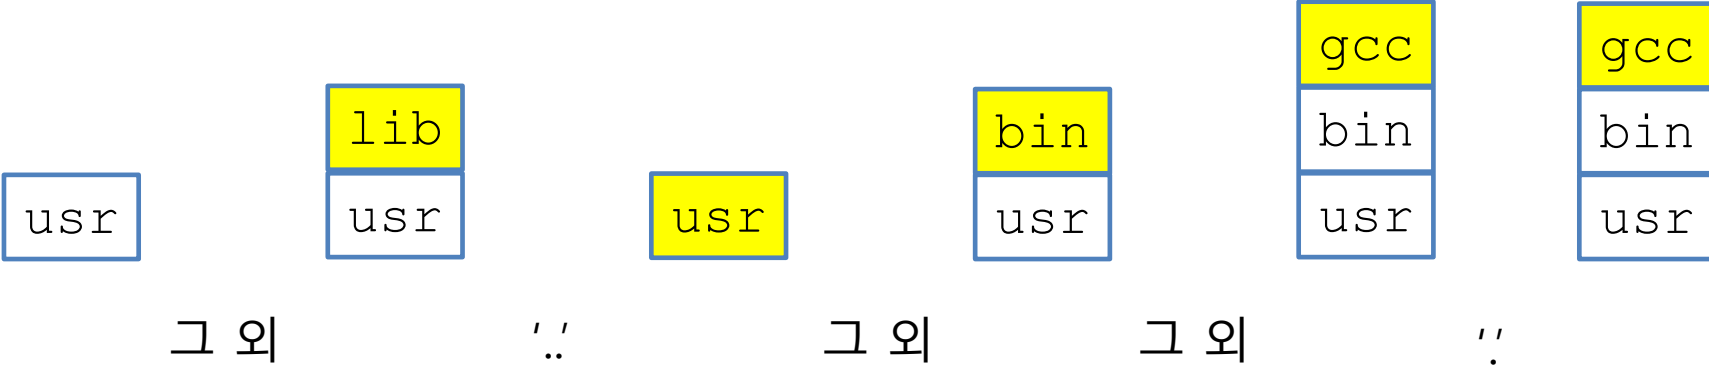 usr
lib
usr
usr
bin
usr
gcc
bin
usr
gcc
bin
usr
그 외
'..'
그 외
그 외
'.'